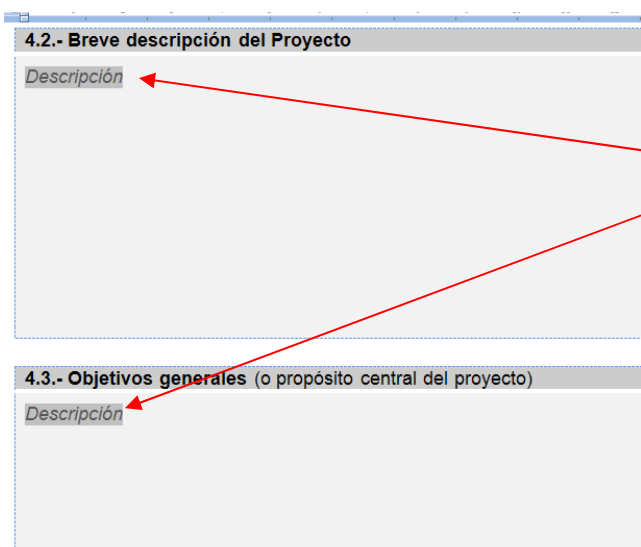 4.2.- Breve descripción del Proyecto
Descripción
4.3.- Objetivos generales (o propósito central del proyecto)
Descripción